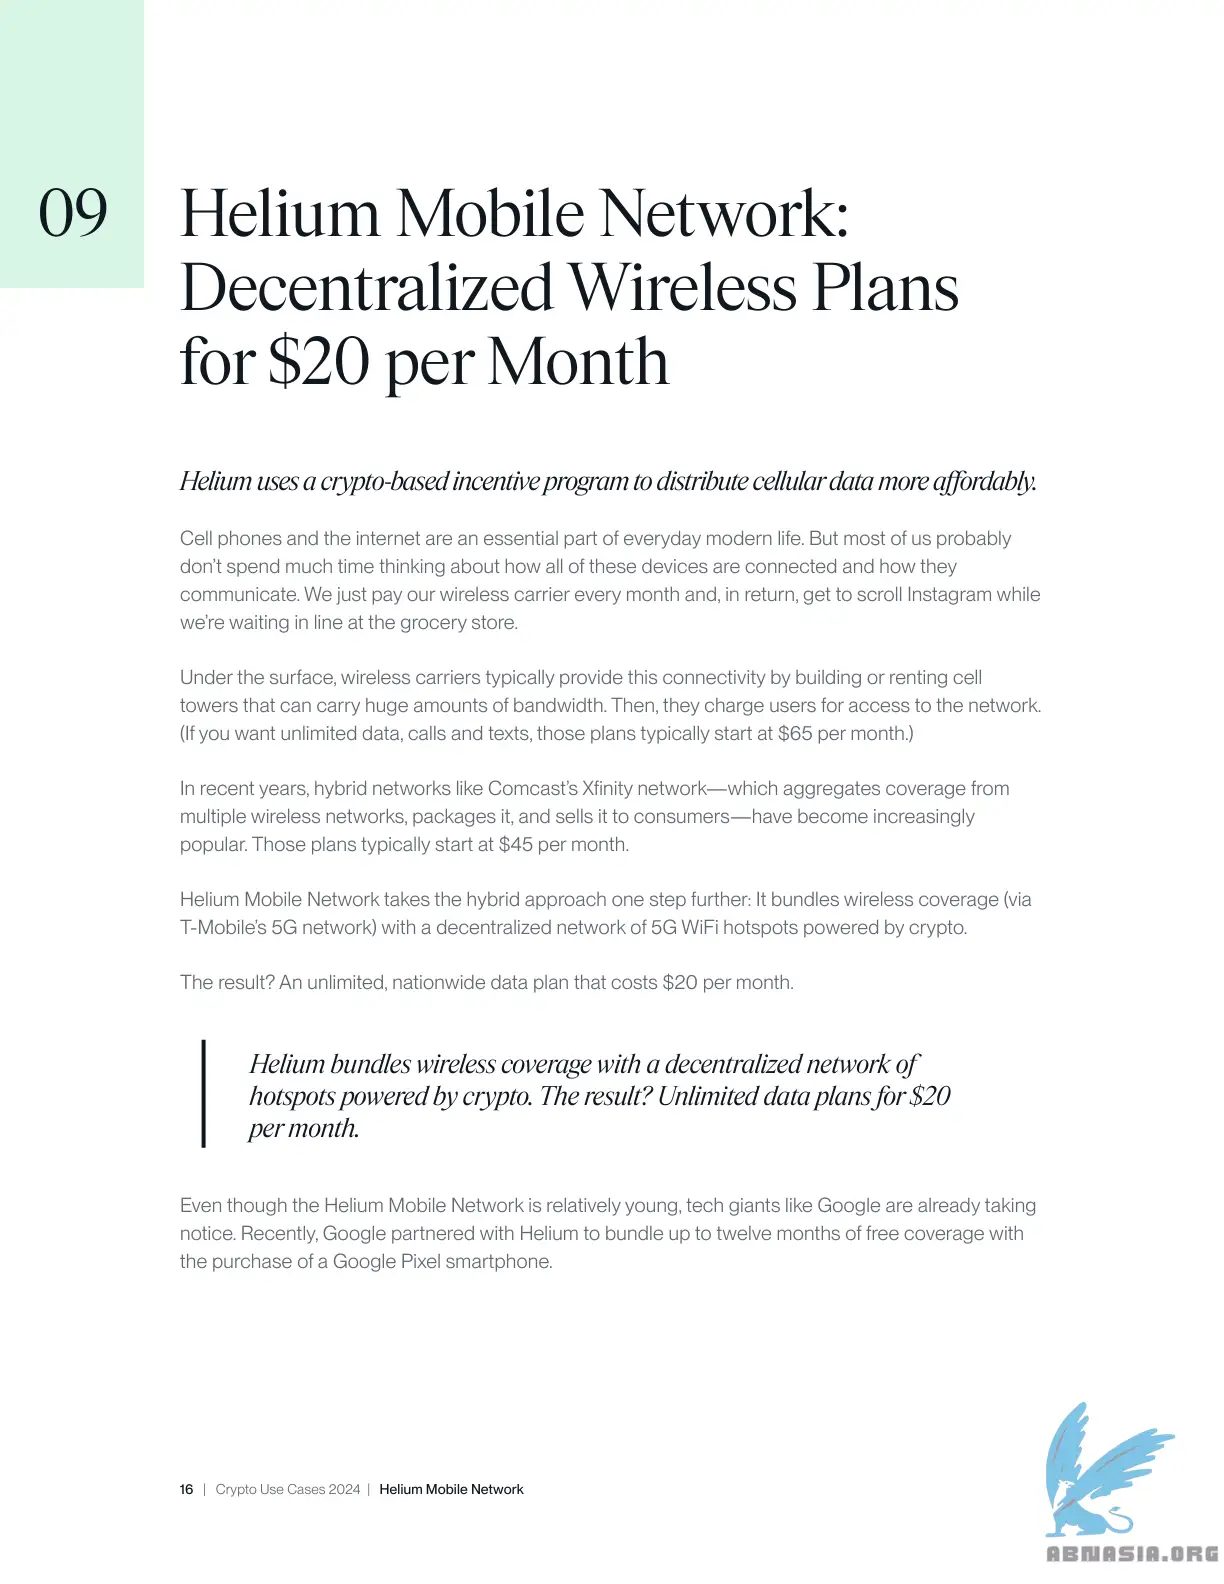 09
Helium Mobile Network:
Decentralized Wireless Plans
for $20 per Month
Helium uses a crypto-based incentive program to distribute cellular data more affordably.
Cell phones and the internet are an essential part of everyday modern life. But most of us probably
don’t spend much time thinking about how all of these devices are connected and how they
communicate. We just pay our wireless carrier every month and, in return, get to scroll Instagram while
we’re waiting in line at the grocery store.
Under the surface, wireless carriers typically provide this connectivity by building or renting cell
towers that can carry huge amounts of bandwidth. Then, they charge users for access to the network.
(If you want unlimited data, calls and texts, those plans typically start at $65 per month.)
In recent years, hybrid networks like Comcast’s Xfinity network—which aggregates coverage from
multiple wireless networks, packages it, and sells it to consumers—have become increasingly
popular. Those plans typically start at $45 per month.
Helium Mobile Network takes the hybrid approach one step further: It bundles wireless coverage (via
T-Mobile’s 5G network) with a decentralized network of 5G WiFi hotspots powered by crypto.
The result? An unlimited, nationwide data plan that costs $20 per month.
Helium bundles wireless coverage with a decentralized network of
hotspots powered by crypto. The result? Unlimited data plans for $20
per month.
Even though the Helium Mobile Network is relatively young, tech giants like Google are already taking
notice. Recently, Google partnered with Helium to bundle up to twelve months of free coverage with
the purchase of a Google Pixel smartphone.
16 | Crypto Use Cases 2024 | Helium Mobile Network
ABNASIA.ORG